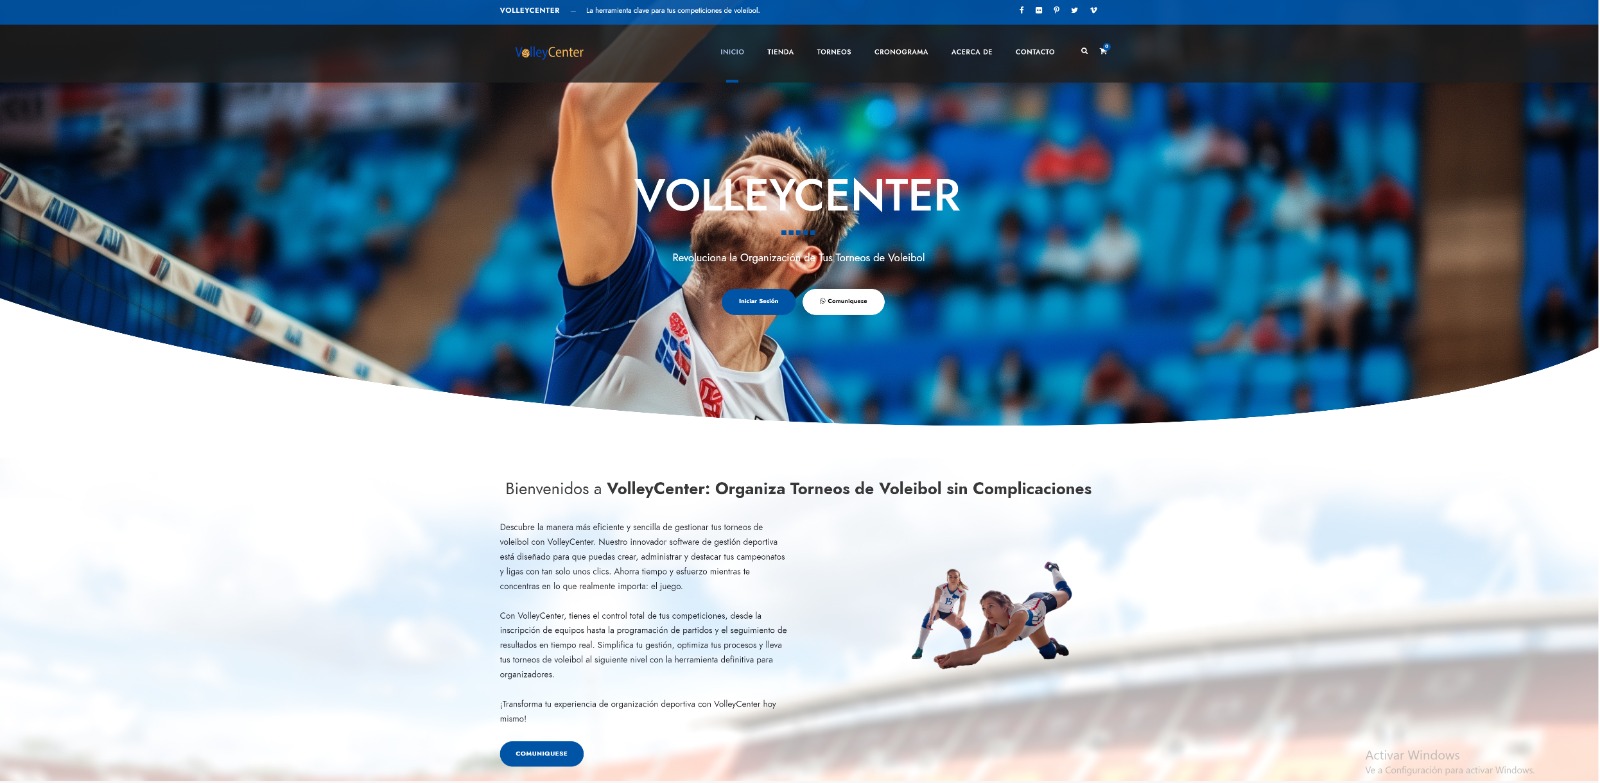 VOLLEYCENTER — La herramienta clave para tus competiciones de voleibol.
VolleyCenter
INICIO TIENDA TORNEOS CRONOGRAMA ACERCA DE CONTACTO
0
VOLLEYCENTER
Revoluciona la Organización de Tus Torneos de Voleibol
Iniciar Sesión Comuniquese
Bienvenidos a VolleyCenter: Organiza Torneos de Voleibol sin Complicaciones
Descubre la manera más eficiente y sencilla de gestionar tus torneos de
voleibol con VolleyCenter. Nuestro innovador software de gestión deportiva
está diseñado para que puedas crear, administrar y destacar tus campeonatos
y ligas con tan solo unos clics. Ahorra tiempo y esfuerzo mientras te
concentras en lo que realmente importa: el juego.
Con VolleyCenter, tienes el control total de tus competiciones, desde la
inscripción de equipos hasta la programación de partidos y el seguimiento de
resultados en tiempo real. Simplifica tu gestión, optimiza tus procesos y lleva
tus torneos de voleibol al siguiente nivel con la herramienta definitiva para
organizadores.
¡Transforma tu experiencia de organización deportiva con VolleyCenter hoy
mismo!
COMUNIQUESE
Activar Windows
Ve a Configuración para activar Windows.